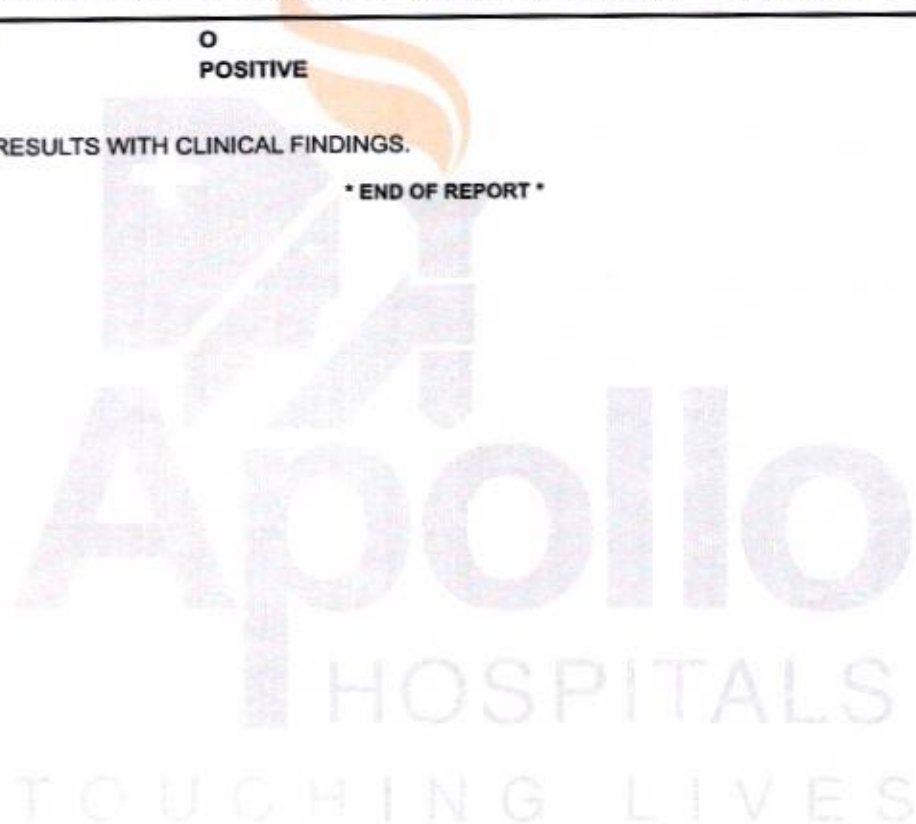 O
POSITIVE
RESULTS WITH CLINICAL FINDINGS.
* END OF REPORT *
Apollo
HOSPITALS
TOUCHING LIVES